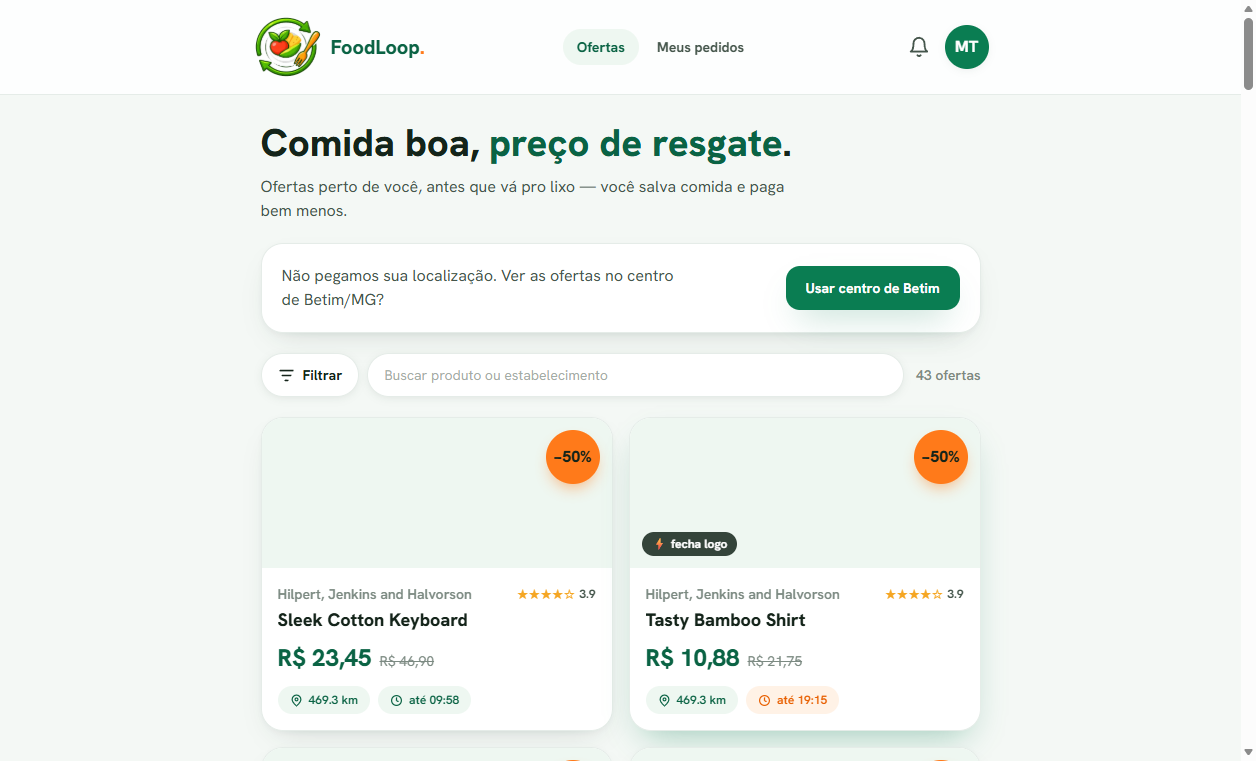 FoodLoop.
Ofertas
Meus pedidos
MT
Comida boa, preço de resgate.
Ofertas perto de você, antes que vá pro lixo — você salva comida e paga
bem menos.
Não pegamos sua localização. Ver as ofertas no centro
de Betim/MG?
Usar centro de Betim
Filtrar
Buscar produto ou estabelecimento
43 ofertas
−50%
Hilpert, Jenkins and Halvorson
★★★★☆ 3.9
Sleek Cotton Keyboard
R$ 23,45 R$ 46,90
469.3 km
até 09:58
−50%
fecha logo
Hilpert, Jenkins and Halvorson
★★★★☆ 3.9
Tasty Bamboo Shirt
R$ 10,88 R$ 21,75
469.3 km
até 19:15